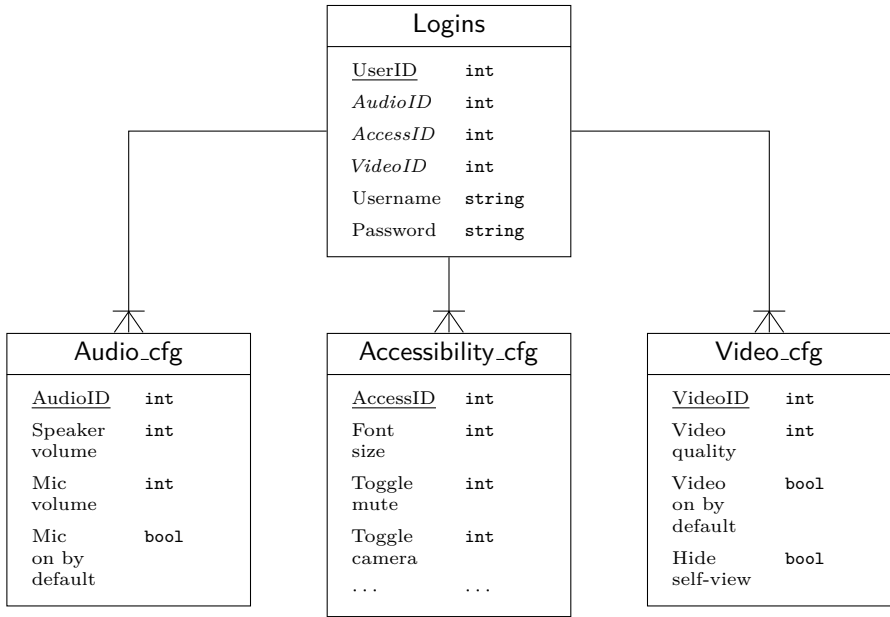 Logins
UserID int
AudioID int
AccessID int
VideoID int
Username string
Password string
Audio_cfg
AudioID int
Speaker int
volume
Mic int
volume
Mic bool
on by
default
Accessibility_cfg
AccessID int
Font int
size
Toggle int
mute
Toggle int
camera
... ...
Video_cfg
VideoID int
Video int
quality
Video bool
on by
default
Hide bool
self-view